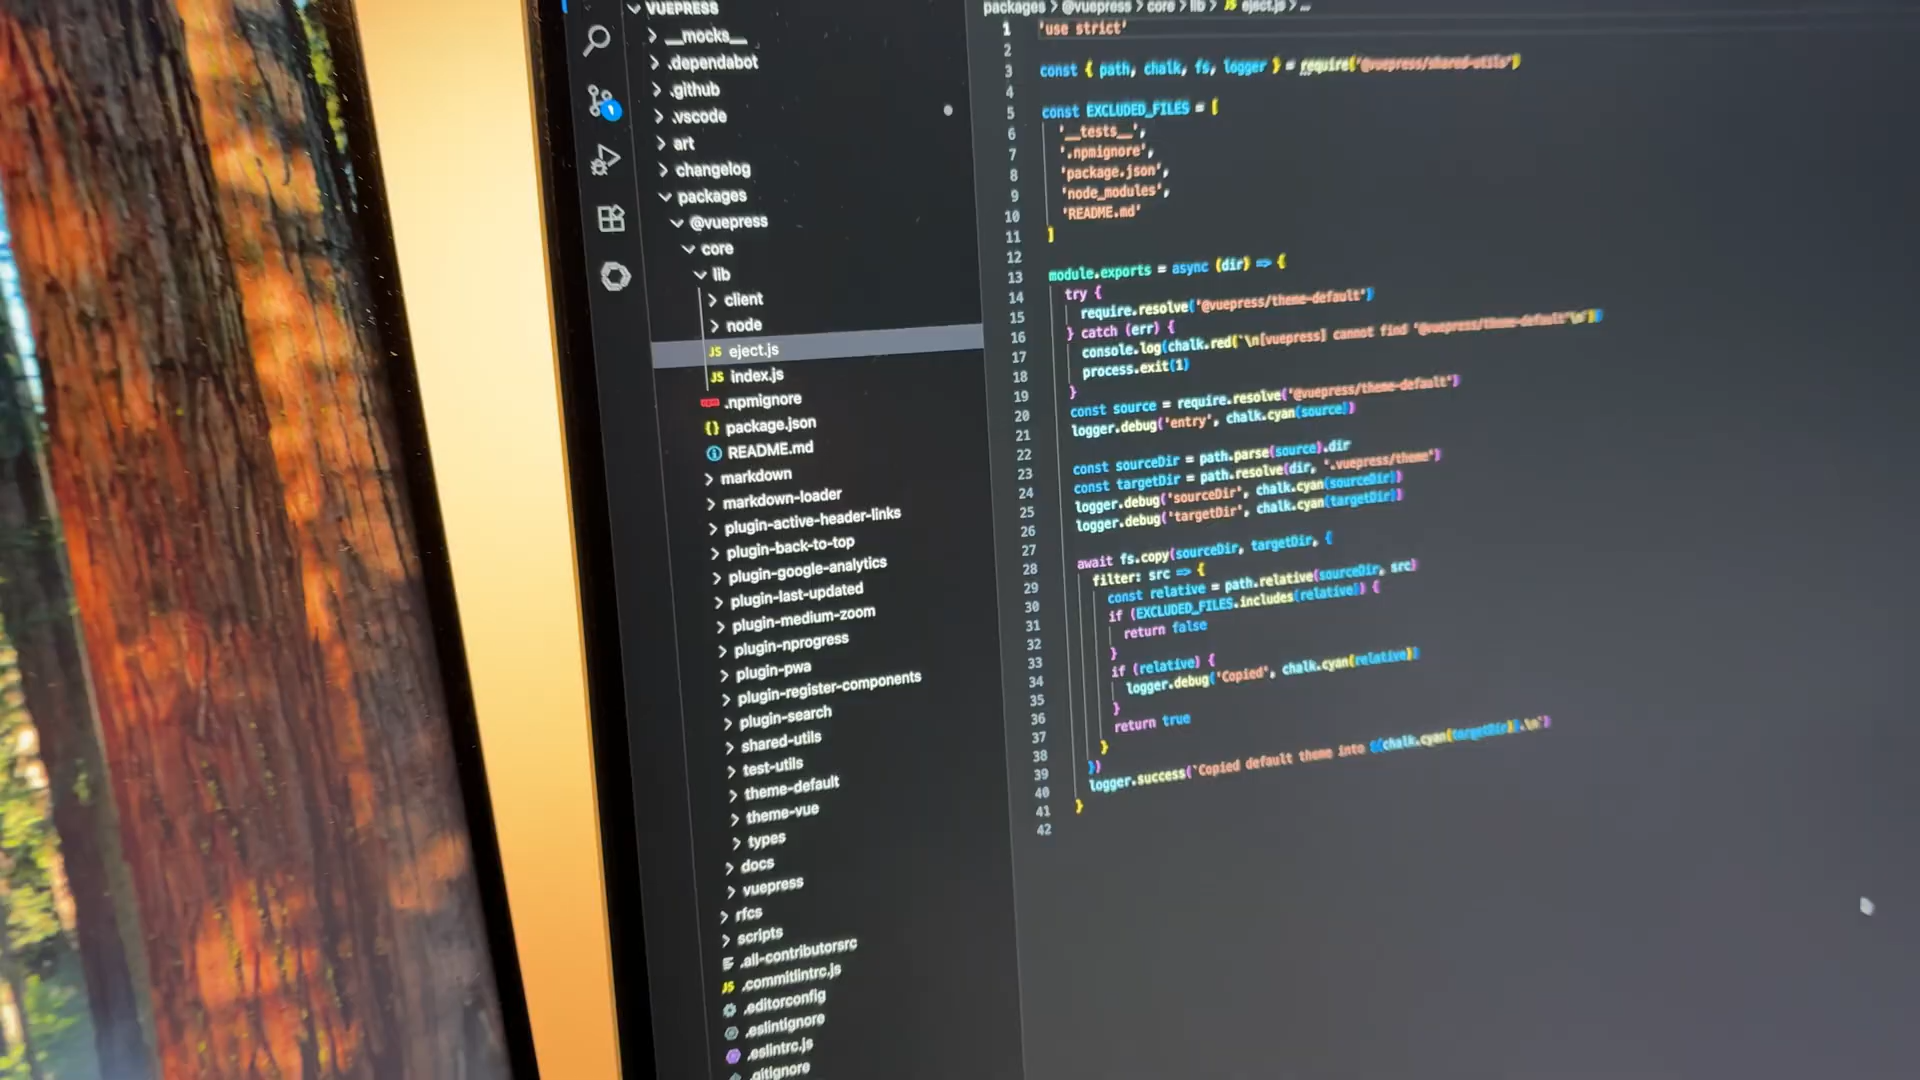 VUEPRESS
__mocks__
.dependabot
.github
.vscode
art
changelog
packages
@vuepress
core
lib
client
node
JS eject.js
JS index.js
.npmignore
{} package.json
README.md
markdown
markdown-loader
plugin-active-header-links
plugin-back-to-top
plugin-google-analytics
plugin-last-updated
plugin-medium-zoom
plugin-nprogress
plugin-pwa
plugin-register-components
plugin-search
shared-utils
test-utils
theme-default
theme-vue
types
docs
vuepress
rfcs
scripts
.all-contributorsrc
JS .commitlintrc.js
.editorconfig
.eslintignore
.eslintrc.js
.gitignore
packages > @vuepress > core > lib > JS eject.js > ...
1 'use strict'
2
3 const { path, chalk, fs, logger } = require('@vuepress/shared-utils')
4
5 const EXCLUDED_FILES = [
6 '__tests__',
7 '.npmignore',
8 'package.json',
9 'node_modules',
10 'README.md'
11 ]
12
13 module.exports = async (dir) => {
14 try {
15 require.resolve('@vuepress/theme-default')
16 } catch (err) {
17 console.log(chalk.red(`\n[vuepress] cannot find '@vuepress/theme-default'\n`))
18 process.exit(1)
19 }
20 const source = require.resolve('@vuepress/theme-default')
21 logger.debug('entry', chalk.cyan(source))
22
23 const sourceDir = path.parse(source).dir
24 const targetDir = path.resolve(dir, '.vuepress/theme')
25 logger.debug('sourceDir', chalk.cyan(sourceDir))
26 logger.debug('targetDir', chalk.cyan(targetDir))
27
28 await fs.copy(sourceDir, targetDir, {
29 filter: src => {
30 const relative = path.relative(sourceDir, src)
31 if (EXCLUDED_FILES.includes(relative)) {
32 return false
33 }
34 if (relative) {
35 logger.debug('Copied', chalk.cyan(relative))
36 }
37 return true
38 }
39 })
40 logger.success(`Copied default theme into ${chalk.cyan(targetDir)}.\n`)
41 }
42